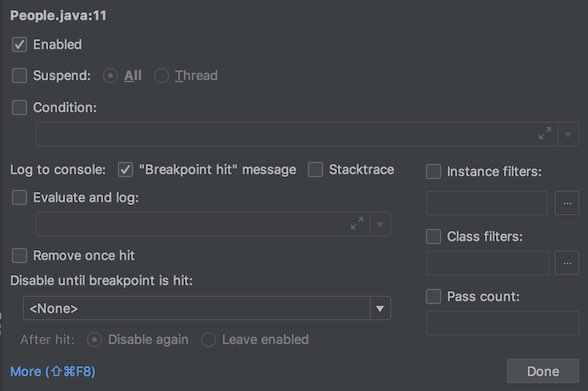 People.java:11
Enabled
Suspend: All Thread
Condition:
Log to console: "Breakpoint hit" message Stacktrace
Instance filters:
...
Evaluate and log:
Class filters:
...
Remove once hit
Disable until breakpoint is hit:
<None>
Pass count:
After hit: Disable again Leave enabled
More (⇧⌘F8)
Done